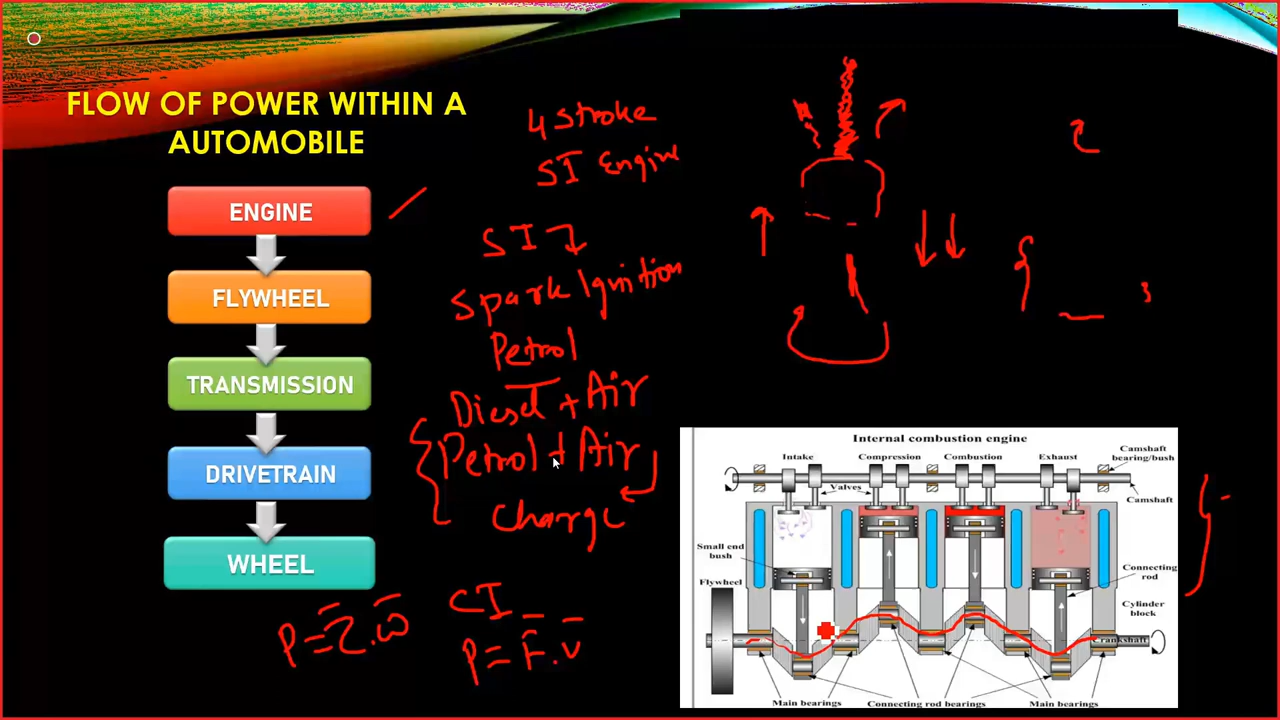 FLOW OF POWER WITHIN A
AUTOMOBILE
ENGINE
FLYWHEEL
TRANSMISSION
DRIVETRAIN
WHEEL
4 stroke
SI Engine
SI
Spark Ignition
Petrol
Diesel + Air
Petrol + Air
Charge
CI
P = τ.ω
P = F.v
Internal combustion engine
Intake
Compression
Combustion
Exhaust
Camshaft
bearing/bush
Valves
Camshaft
Small end
bush
Connecting
rod
Flywheel
Cylinder
block
Crankshaft
Main bearings
Connecting rod bearings
Main bearings